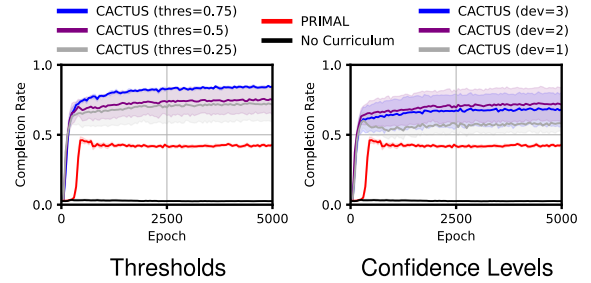 CACTUS (thres=0.75)
CACTUS (thres=0.5)
CACTUS (thres=0.25)
PRIMAL
No Curriculum
CACTUS (dev=3)
CACTUS (dev=2)
CACTUS (dev=1)
Completion Rate
1.0
0.5
0.0
0
2500
5000
Epoch
Thresholds
Completion Rate
1.0
0.5
0.0
0
2500
5000
Epoch
Confidence Levels